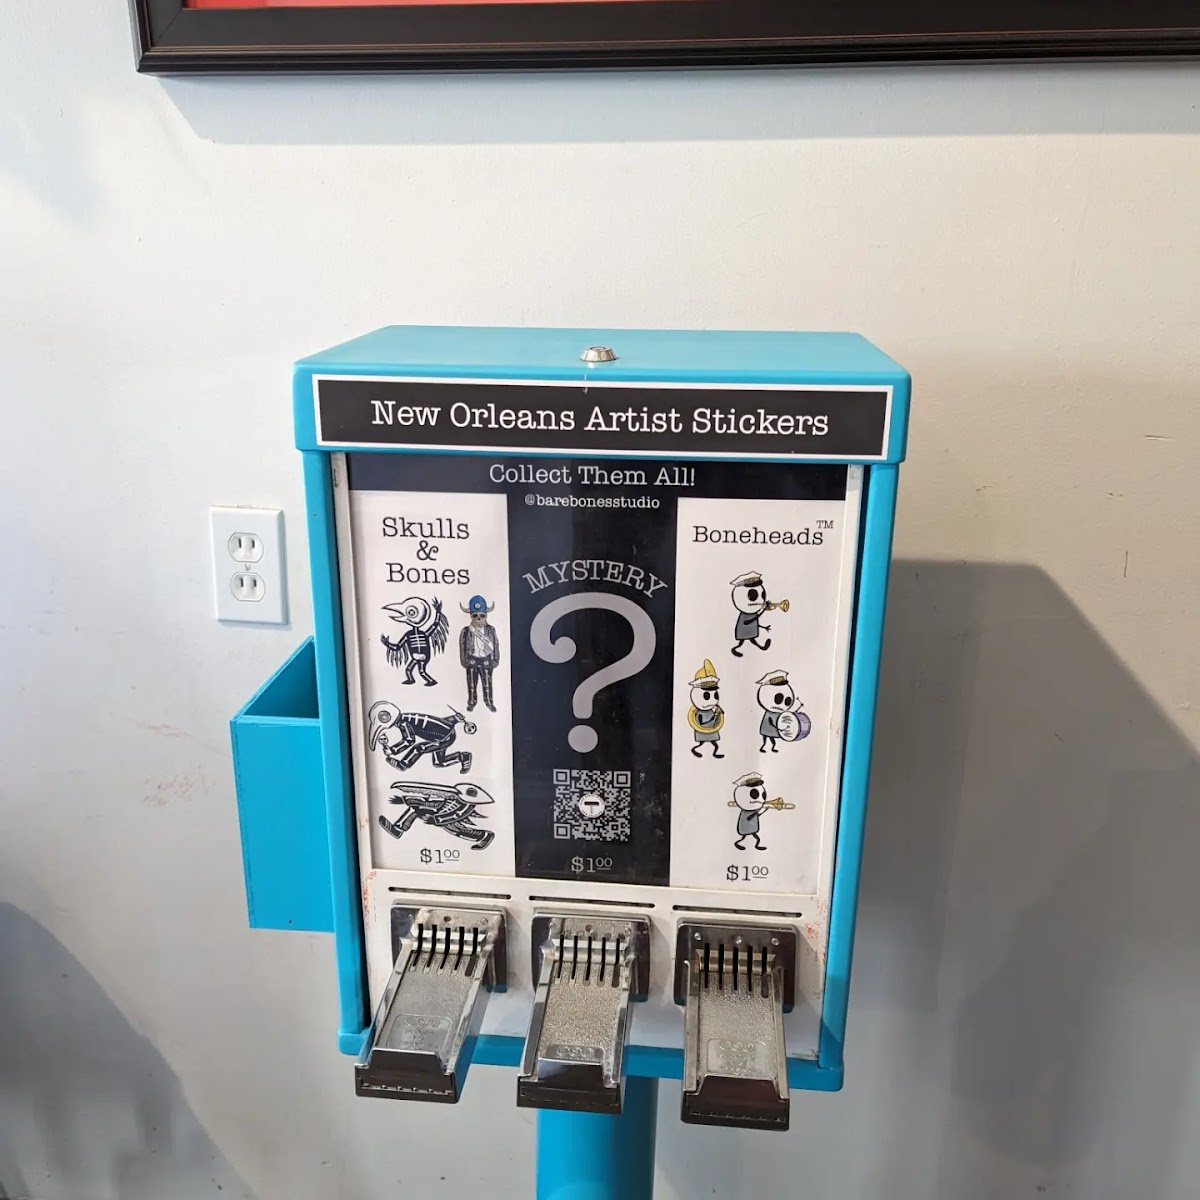 New Orleans Artist Stickers
Collect Them All!
@barebonesstudio
Skulls
&
Bones
$1.00
MYSTERY
?
$1.00
Boneheads™
$1.00